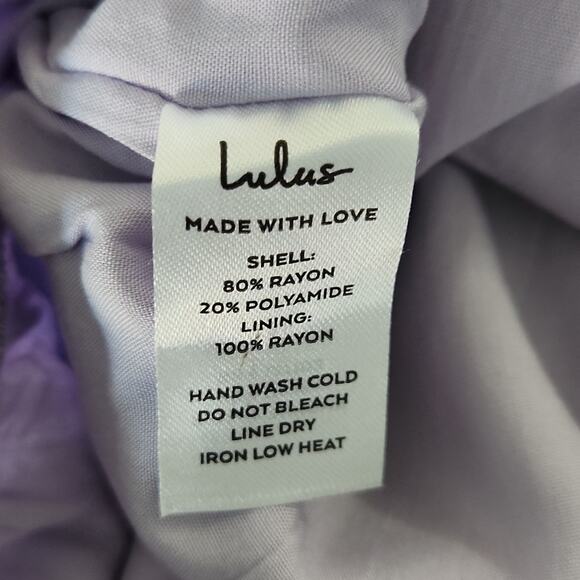 Lulus
MADE WITH LOVE
SHELL:
80% RAYON
20% POLYAMIDE
LINING:
100% RAYON
HAND WASH COLD
DO NOT BLEACH
LINE DRY
IRON LOW HEAT